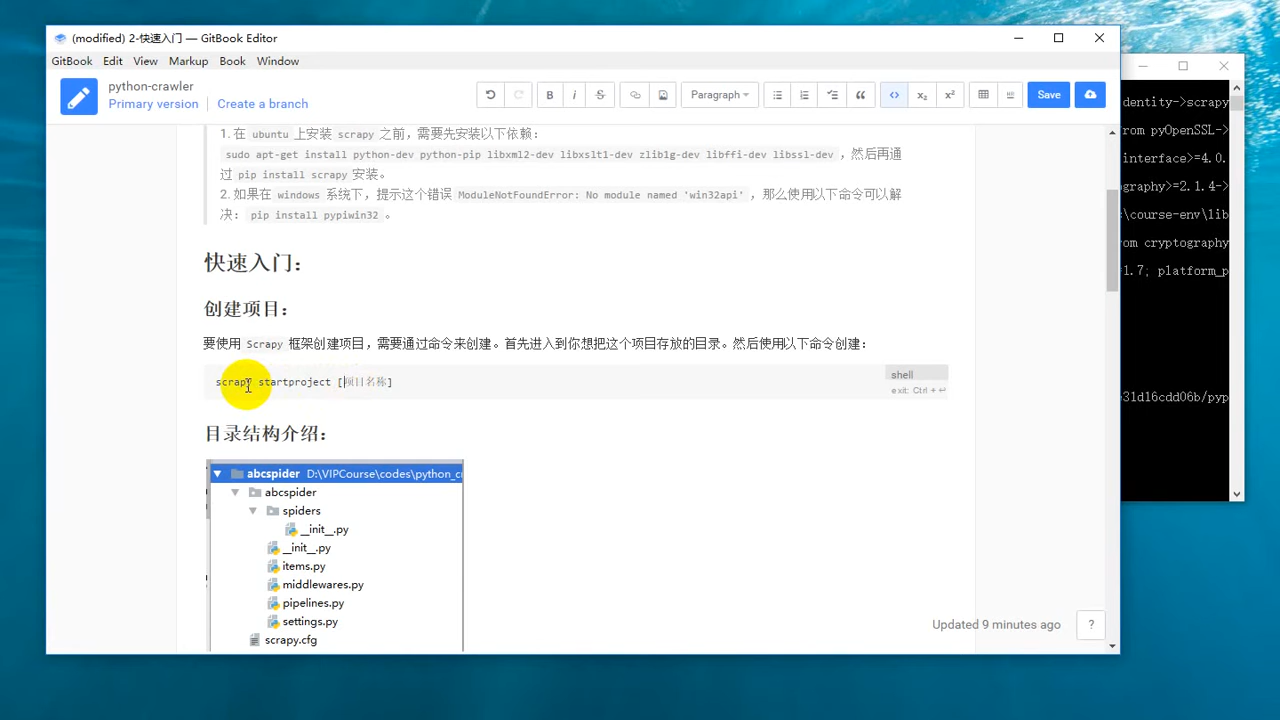 (modified) 2-快速入门 — GitBook Editor
GitBook Edit View Markup Book Window
python-crawler
Primary version Create a branch
B i S Paragraph x₂ x² Save
1. 在 ubuntu 上安装 scrapy 之前，需要先安装以下依赖：
sudo apt-get install python-dev python-pip libxml2-dev libxslt1-dev zlib1g-dev libffi-dev libssl-dev ，然后再通
过 pip install scrapy 安装。
2. 如果在 windows 系统下，提示这个错误 ModuleNotFoundError: No module named 'win32api' ，那么使用以下命令可以解
决： pip install pypiwin32 。
快速入门：
创建项目：
要使用 Scrapy 框架创建项目，需要通过命令来创建。首先进入到你想把这个项目存放的目录。然后使用以下命令创建：
scrapy startproject [项目名称]
shell
exit: Ctrl + ↵
目录结构介绍：
abcspider D:\VIPCourse\codes\python_cr
abcspider
spiders
__init__.py
__init__.py
items.py
middlewares.py
pipelines.py
settings.py
scrapy.cfg
Updated 9 minutes ago
?
dentity->scrapy
rom pyOpenSSL->
interface>=4.0.
graphy>=2.1.4->
s\course-env\lib
rom cryptography
=1.7; platform_p
31d16cdd06b/pyp